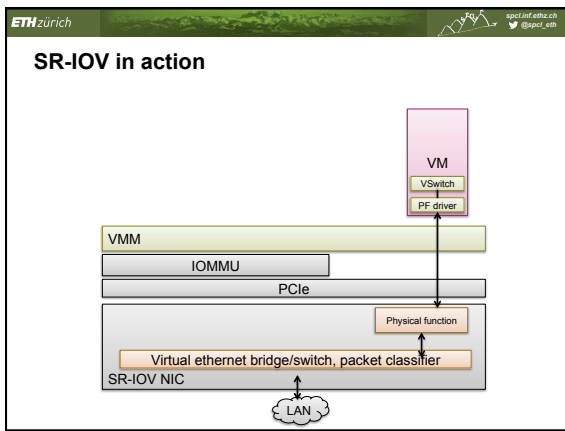 ETH zürich
spcl.inf.ethz.ch
@spcl_eth
SR-IOV in action
VM
VSwitch
PF driver
VMM
IOMMU
PCIe
Physical function
Virtual ethernet bridge/switch, packet classifier
SR-IOV NIC
LAN